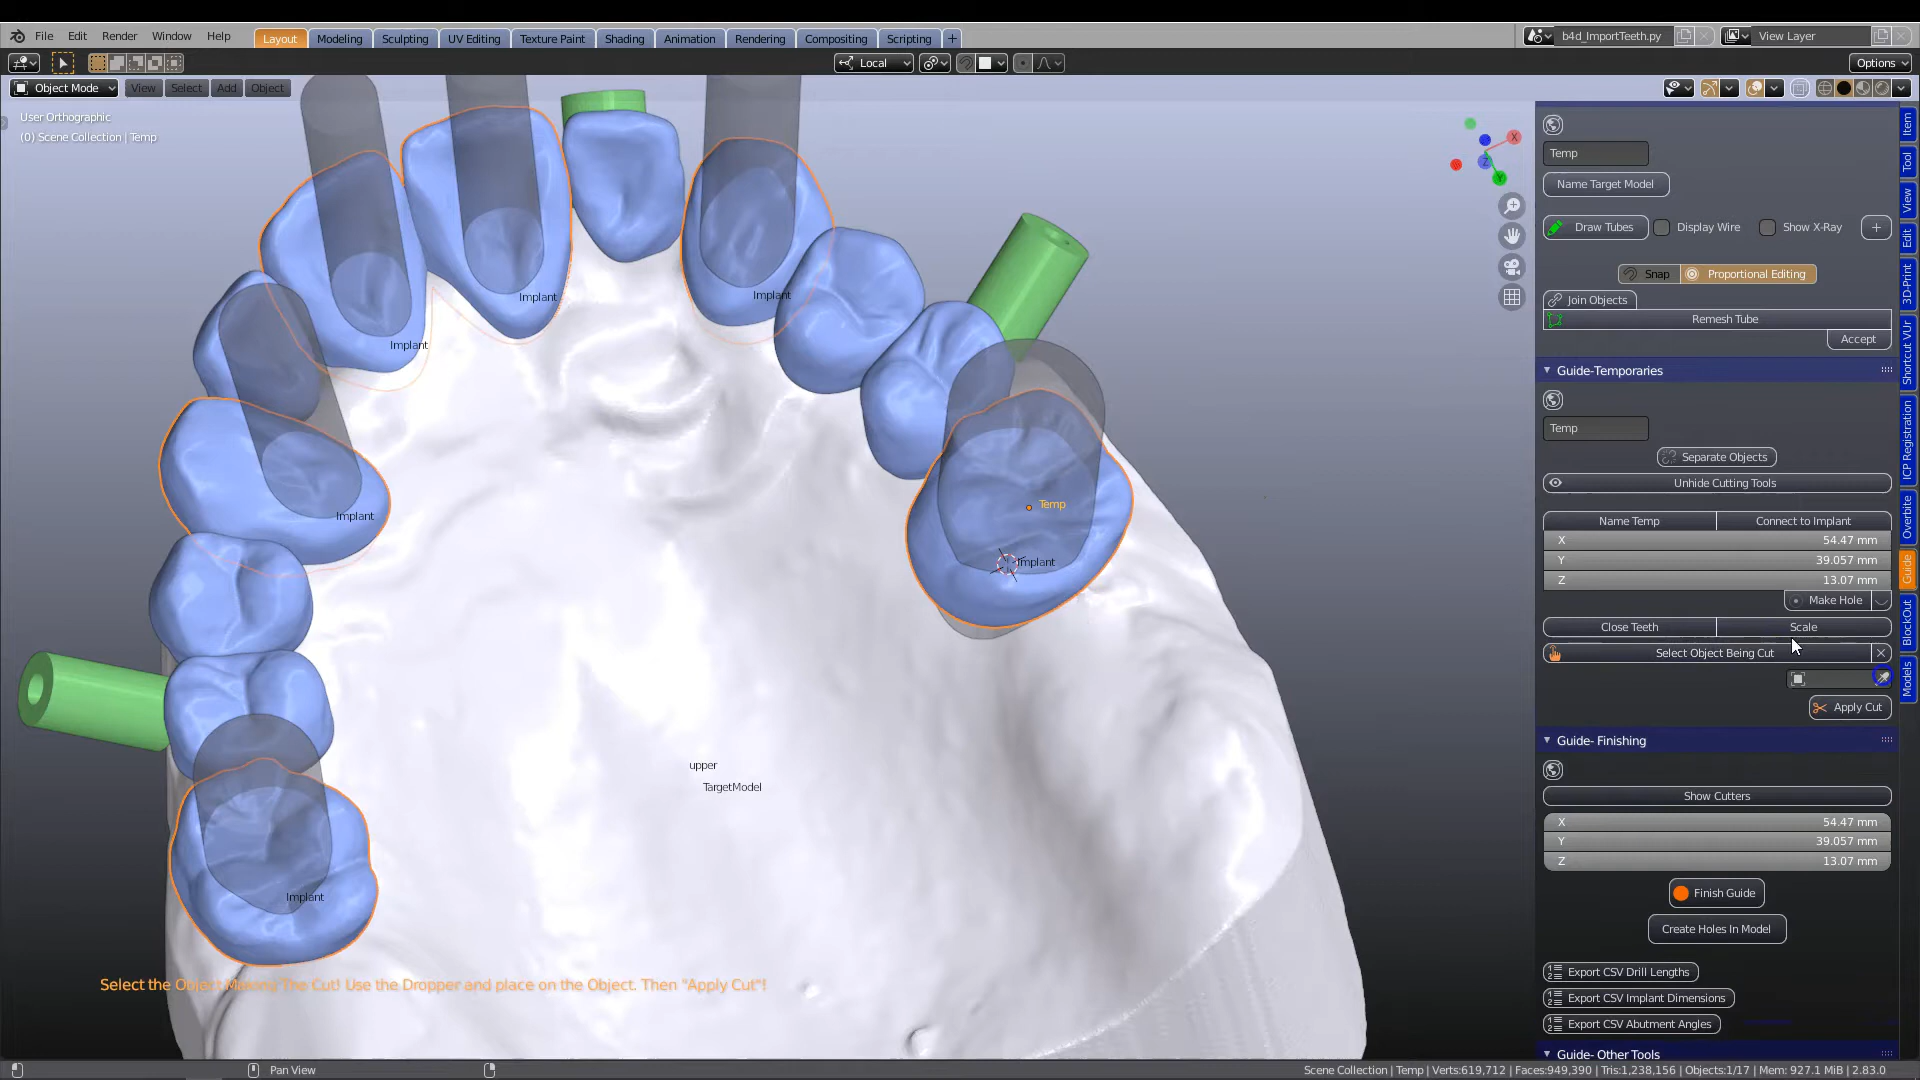 File Edit Render Window Help Layout Modeling Sculpting UV Editing Texture Paint Shading Animation Rendering Compositing Scripting + b4d_ImportTeeth.py View Layer
Local Options
Object Mode View Select Add Object
User Orthographic
(0) Scene Collection | Temp
X
Y
Z
Implant
Implant
Implant
Implant
Temp
Implant
upper
TargetModel
Implant
Select the Object Making The Cut! Use the Dropper and place on the Object. Then "Apply Cut"!
Temp
Name Target Model
Draw Tubes Display Wire Show X-Ray +
Snap Proportional Editing
Join Objects
Remesh Tube
Accept
Guide-Temporaries
Temp
Separate Objects
Unhide Cutting Tools
Name Temp Connect to Implant
X 54.47 mm
Y 39.057 mm
Z 13.07 mm
Make Hole
Close Teeth Scale
Select Object Being Cut
Apply Cut
Guide- Finishing
Show Cutters
X 54.47 mm
Y 39.057 mm
Z 13.07 mm
Finish Guide
Create Holes In Model
Export CSV Drill Lengths
Export CSV Implant Dimensions
Export CSV Abutment Angles
Guide- Other Tools
Item
Tool
View
Edit
3D-Print
Shortcut VUr
ICP Registration
Overbite
Guide
BlockOut
Models
Pan View
Scene Collection | Temp | Verts:619,712 | Faces:949,390 | Tris:1,238,156 | Objects:1/17 | Mem: 927.1 MiB | 2.83.0